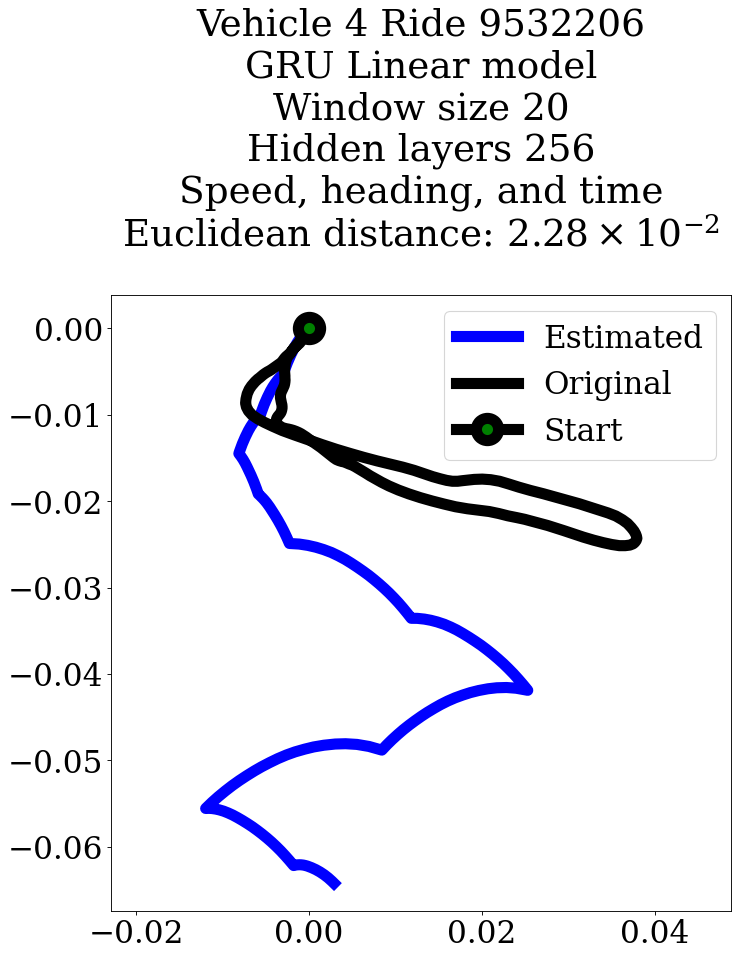 Vehicle 4 Ride 9532206
GRU Linear model
Window size 20
Hidden layers 256
Speed, heading, and time
Euclidean distance: 2.28 × 10⁻²
Estimated
Original
Start
0.00
−0.01
−0.02
−0.03
−0.04
−0.05
−0.06
−0.02 0.00 0.02 0.04